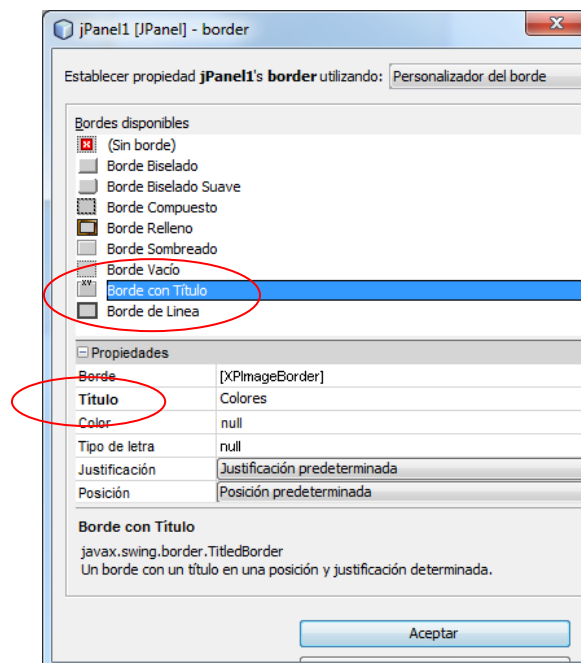 jPanel1 [JPanel] - border
Establecer propiedad jPanel1's border utilizando: Personalizador del borde
Bordes disponibles
(Sin borde)
Borde Biselado
Borde Biselado Suave
Borde Compuesto
Borde Relleno
Borde Sombreado
Borde Vacío
Borde con Título
Borde de Linea
Propiedades
Borde [XPImageBorder]
Título Colores
Color null
Tipo de letra null
Justificación Justificación predeterminada
Posición Posición predeterminada
Borde con Título
javax.swing.border.TitledBorder
Un borde con un título en una posición y justificación determinada.
Aceptar